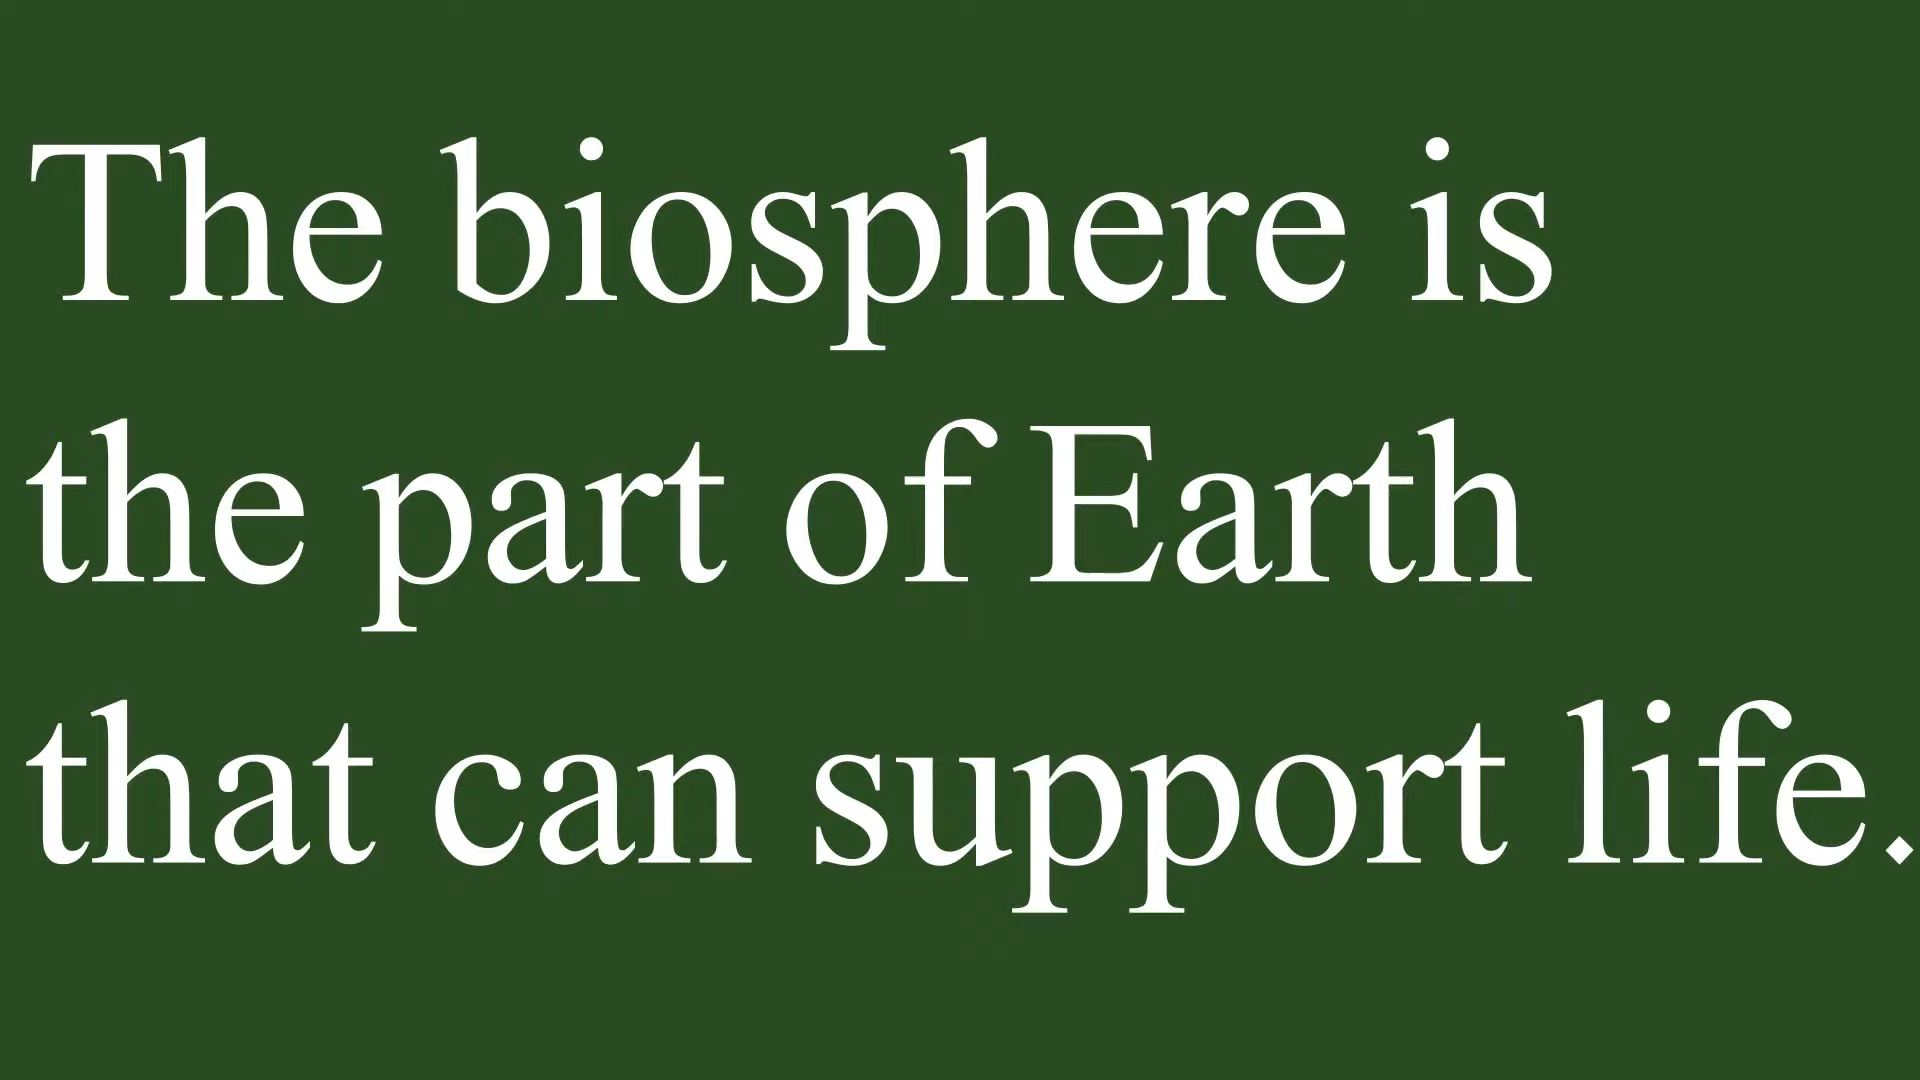 The biosphere is
the part of Earth
that can support life.